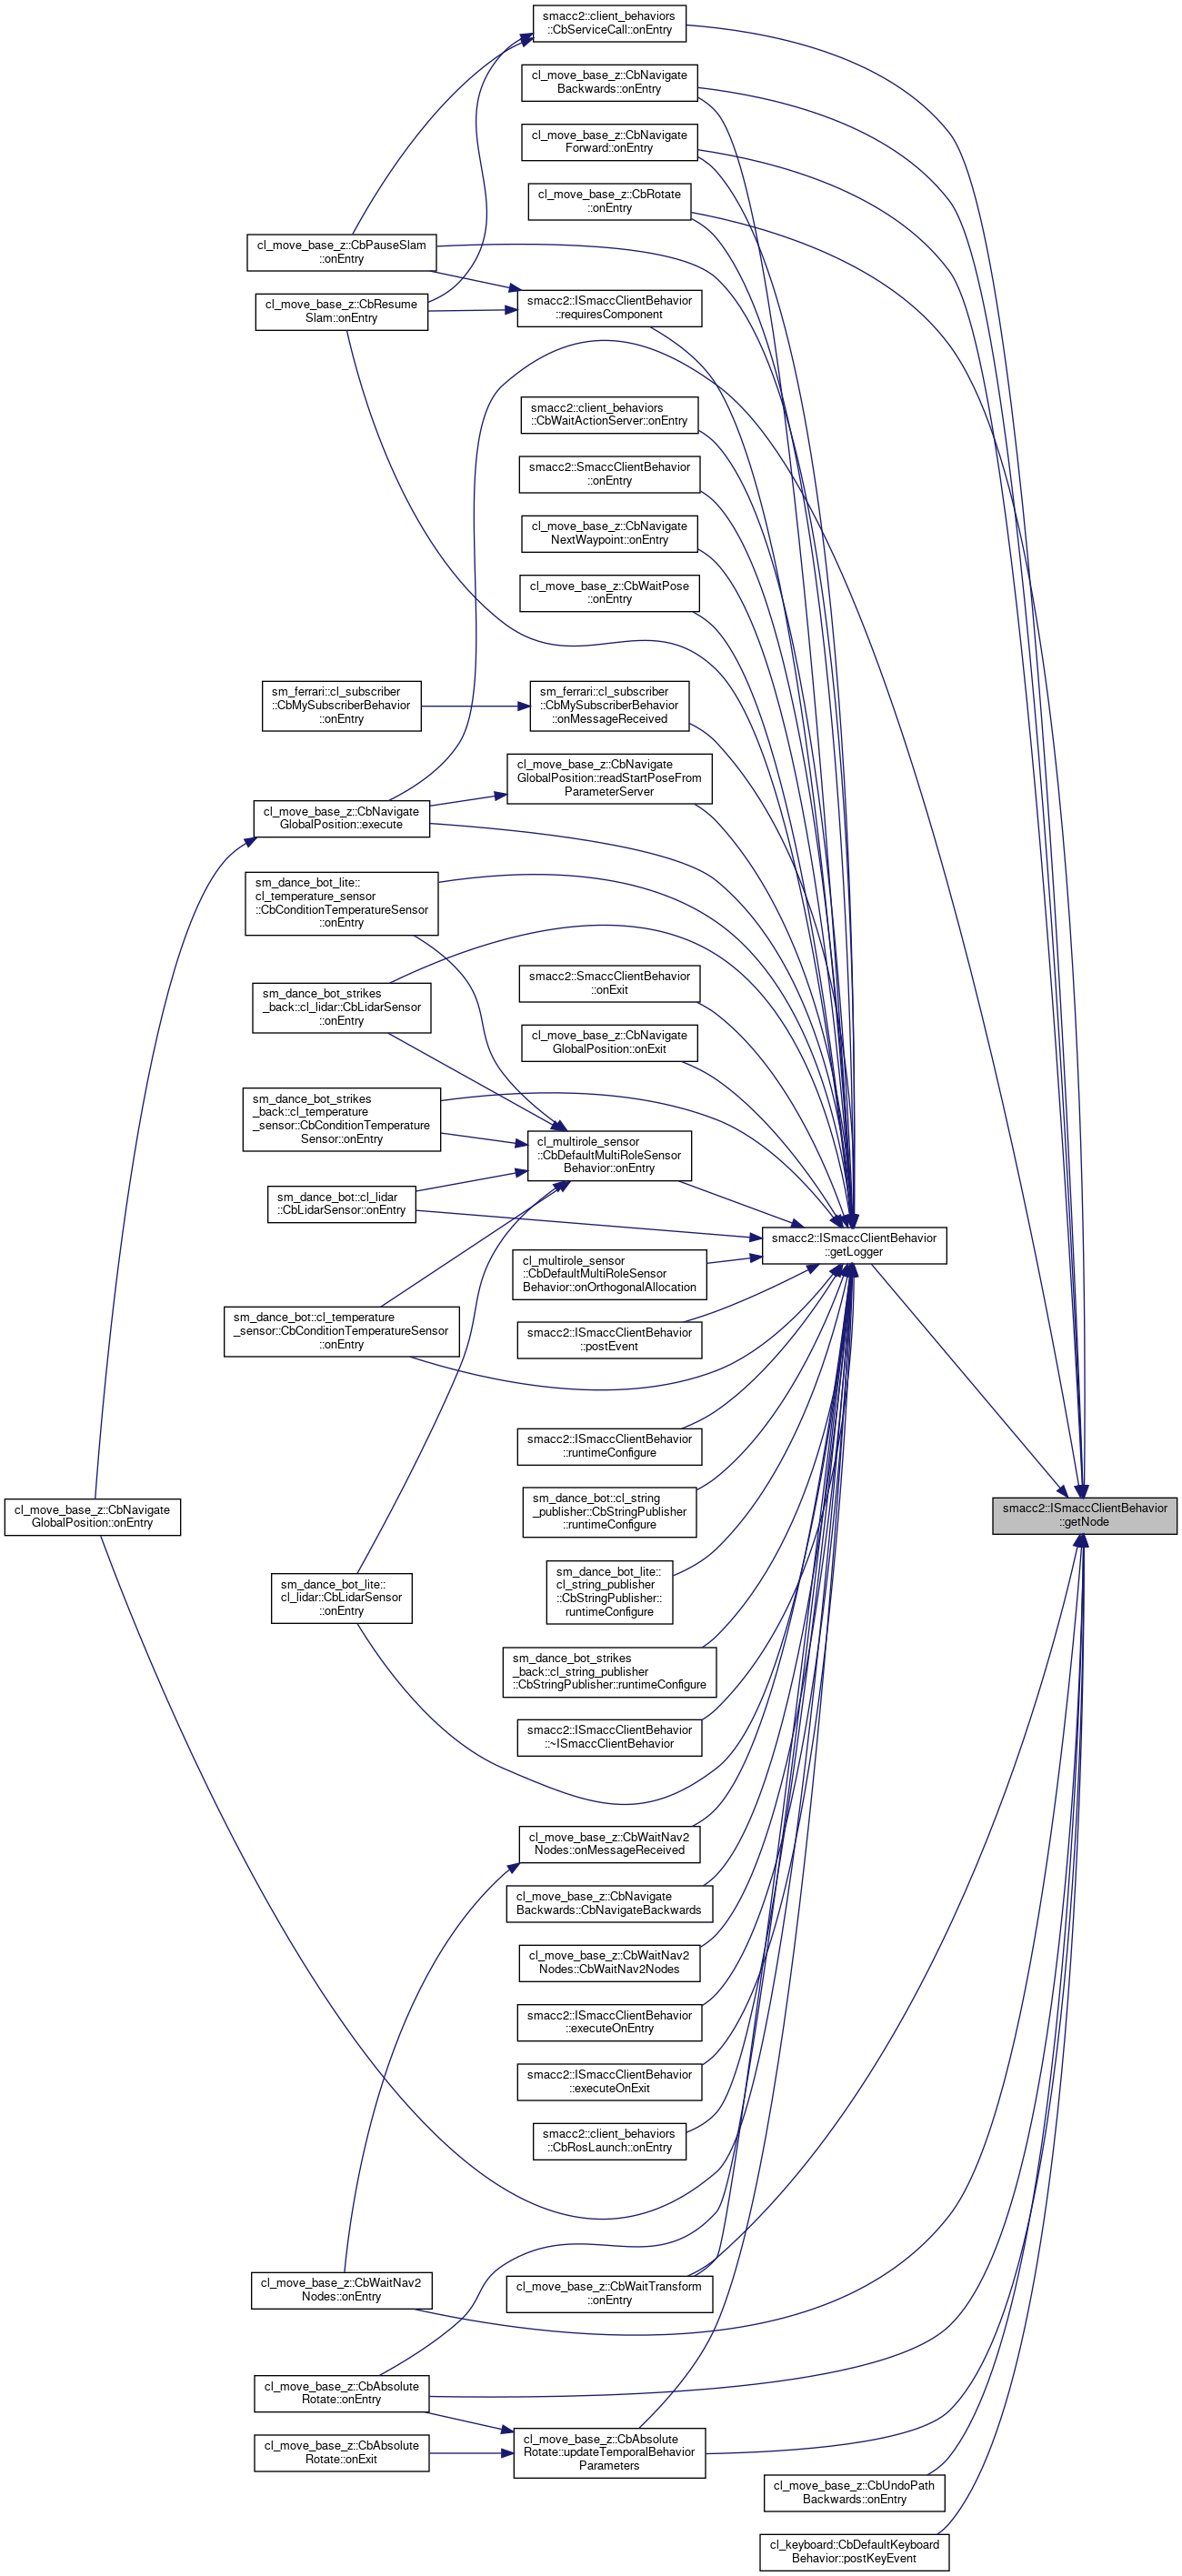 smacc2::client_behaviors
::CbServiceCall::onEntry
cl_move_base_z::CbNavigate
Backwards::onEntry
cl_move_base_z::CbNavigate
Forward::onEntry
cl_move_base_z::CbRotate
::onEntry
cl_move_base_z::CbPauseSlam
::onEntry
cl_move_base_z::CbResume
Slam::onEntry
smacc2::ISmaccClientBehavior
::requiresComponent
smacc2::client_behaviors
::CbWaitActionServer::onEntry
smacc2::SmaccClientBehavior
::onEntry
cl_move_base_z::CbNavigate
NextWaypoint::onEntry
cl_move_base_z::CbWaitPose
::onEntry
sm_ferrari::cl_subscriber
::CbMySubscriberBehavior
::onEntry
sm_ferrari::cl_subscriber
::CbMySubscriberBehavior
::onMessageReceived
cl_move_base_z::CbNavigate
GlobalPosition::readStartPoseFrom
ParameterServer
cl_move_base_z::CbNavigate
GlobalPosition::execute
sm_dance_bot_lite::
cl_temperature_sensor
::CbConditionTemperatureSensor
::onEntry
smacc2::SmaccClientBehavior
::onExit
sm_dance_bot_strikes
_back::cl_lidar::CbLidarSensor
::onEntry
cl_move_base_z::CbNavigate
GlobalPosition::onExit
sm_dance_bot_strikes
_back::cl_temperature
_sensor::CbConditionTemperature
Sensor::onEntry
cl_multirole_sensor
::CbDefaultMultiRoleSensor
Behavior::onEntry
sm_dance_bot::cl_lidar
::CbLidarSensor::onEntry
smacc2::ISmaccClientBehavior
::getLogger
cl_multirole_sensor
::CbDefaultMultiRoleSensor
Behavior::onOrthogonalAllocation
sm_dance_bot::cl_temperature
_sensor::CbConditionTemperatureSensor
::onEntry
smacc2::ISmaccClientBehavior
::postEvent
smacc2::ISmaccClientBehavior
::runtimeConfigure
sm_dance_bot::cl_string
_publisher::CbStringPublisher
::runtimeConfigure
cl_move_base_z::CbNavigate
GlobalPosition::onEntry
smacc2::ISmaccClientBehavior
::getNode
sm_dance_bot_lite::
cl_string_publisher
::CbStringPublisher::
runtimeConfigure
sm_dance_bot_lite::
cl_lidar::CbLidarSensor
::onEntry
sm_dance_bot_strikes
_back::cl_string_publisher
::CbStringPublisher::runtimeConfigure
smacc2::ISmaccClientBehavior
::~ISmaccClientBehavior
cl_move_base_z::CbWaitNav2
Nodes::onMessageReceived
cl_move_base_z::CbNavigate
Backwards::CbNavigateBackwards
cl_move_base_z::CbWaitNav2
Nodes::CbWaitNav2Nodes
smacc2::ISmaccClientBehavior
::executeOnEntry
smacc2::ISmaccClientBehavior
::executeOnExit
smacc2::client_behaviors
::CbRosLaunch::onEntry
cl_move_base_z::CbWaitNav2
Nodes::onEntry
cl_move_base_z::CbWaitTransform
::onEntry
cl_move_base_z::CbAbsolute
Rotate::onEntry
cl_move_base_z::CbAbsolute
Rotate::onExit
cl_move_base_z::CbAbsolute
Rotate::updateTemporalBehavior
Parameters
cl_move_base_z::CbUndoPath
Backwards::onEntry
cl_keyboard::CbDefaultKeyboard
Behavior::postKeyEvent